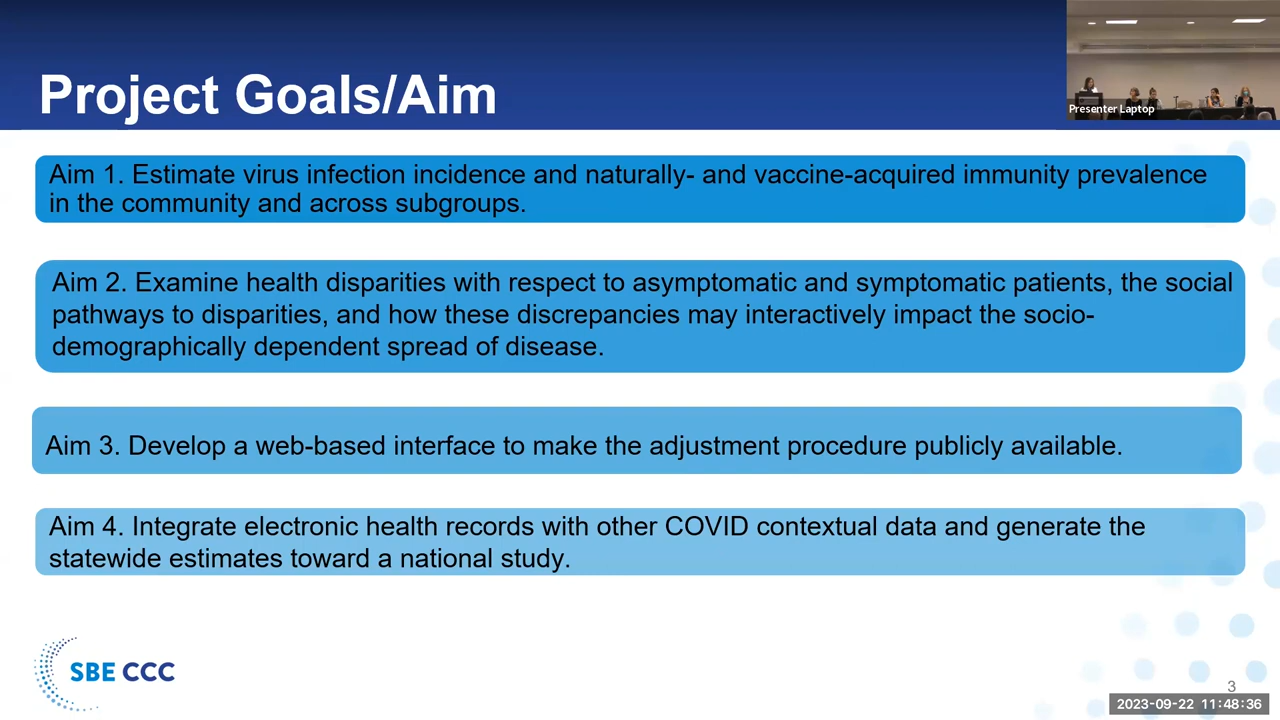 Project Goals/Aim
Presenter Laptop
Aim 1. Estimate virus infection incidence and naturally- and vaccine-acquired immunity prevalence
in the community and across subgroups.
Aim 2. Examine health disparities with respect to asymptomatic and symptomatic patients, the social
pathways to disparities, and how these discrepancies may interactively impact the socio-
demographically dependent spread of disease.
Aim 3. Develop a web-based interface to make the adjustment procedure publicly available.
Aim 4. Integrate electronic health records with other COVID contextual data and generate the
statewide estimates toward a national study.
SBE CCC
3
2023-09-22 11:48:36